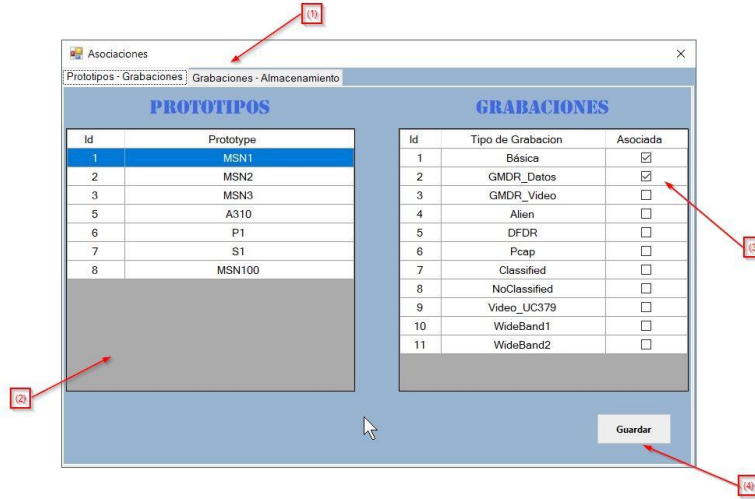 (1)
Asociaciones
Prototipos - Grabaciones Grabaciones - Almacenamiento
PROTOTIPOS GRABACIONES
Id Prototype Id Tipo de Grabacion Asociada
1 MSN1 1 Básica
2 MSN2 2 GMDR_Datos
3 MSN3 3 GMDR_Video
5 A310 4 Alien
6 P1 5 DFDR
7 S1 6 Pcap
8 MSN100 7 Classified
8 NoClassified
9 Video_UC379
10 WideBand1
11 WideBand2
(3
(2)
Guardar
(4)